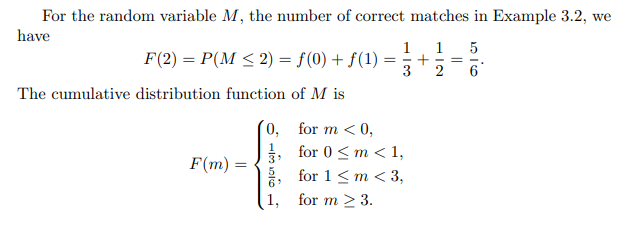 For the random variable M, the number of correct matches in Example 3.2, we
have
F(2) = P(M ≤ 2) = f(0) + f(1) = 1/3 + 1/2 = 5/6.
The cumulative distribution function of M is
F(m) = { 0, for m < 0,
1/3, for 0 ≤ m < 1,
5/6, for 1 ≤ m < 3,
1, for m ≥ 3.